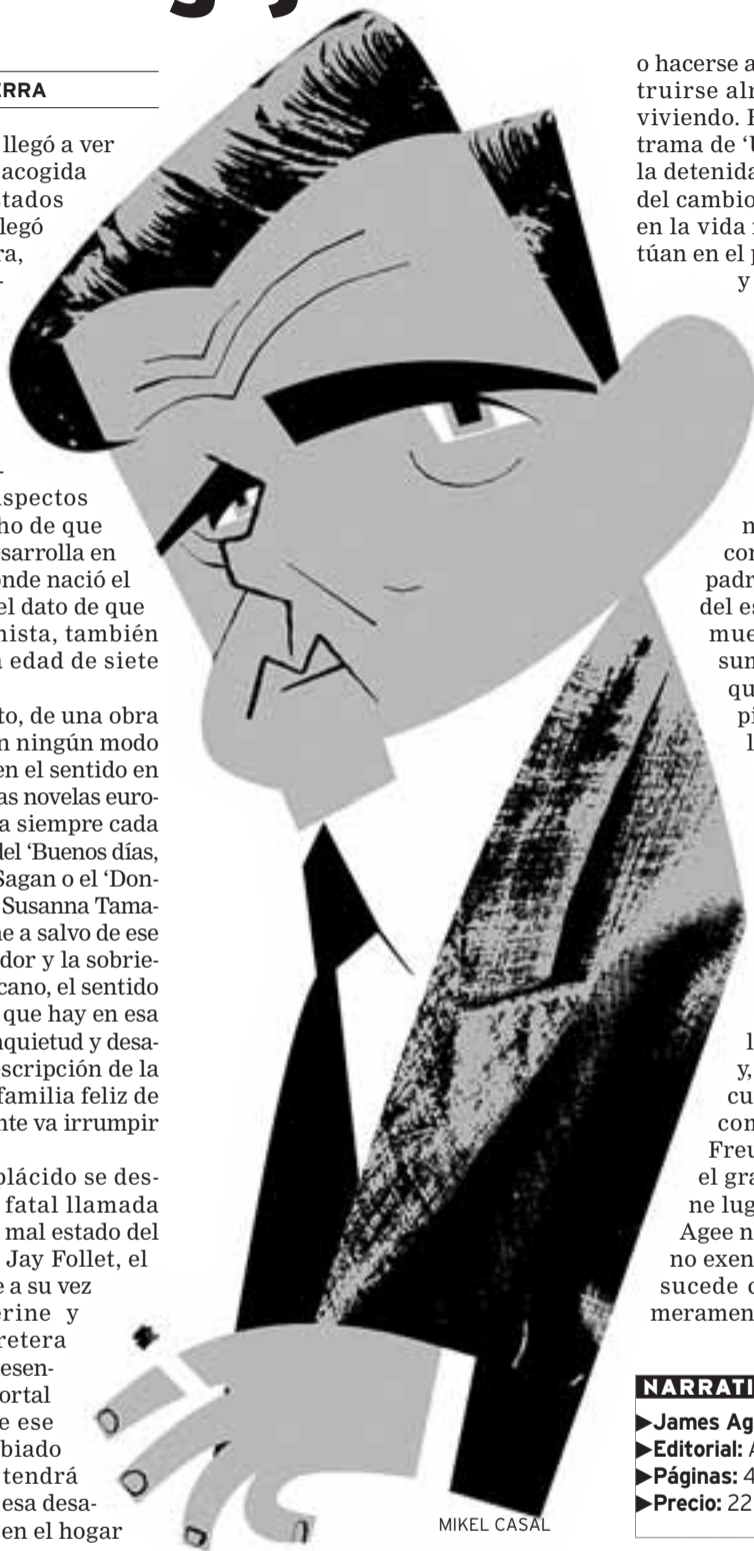 ERRA
llegó a ver
acogida
tados
legó
ra,
-
-
spectos
ho de que
esarrolla en
onde nació el
el dato de que
nista, también
a edad de siete
to, de una obra
n ningún modo
en el sentido en
as novelas euro-
a siempre cada
del ‘Buenos días,
Sagan o el ‘Don-
Susanna Tama-
ne a salvo de ese
dor y la sobrie-
cano, el sentido
que hay en esa
nquietud y desa-
escripción de la
familia feliz de
nte va irrumpir
plácido se des-
fatal llamada
mal estado del
Jay Follet, el
e a su vez
erine y
retera
esen-
ortal
e ese
biado
tendrá
esa desa-
en el hogar
MIKEL CASAL
o hacerse a
truirse alr
viviendo.
trama de ‘U
la detenida
del cambio
en la vida
túan en el p
y
n
con
padr
del es
mue
sun
qu
pi
l
l
y,
cu
con
Freu
el gra
ne lug
Agee n
no exen
sucede c
meramen
NARRATI
▶James Ag
▶Editorial: A
▶Páginas: 4
▶Precio: 22